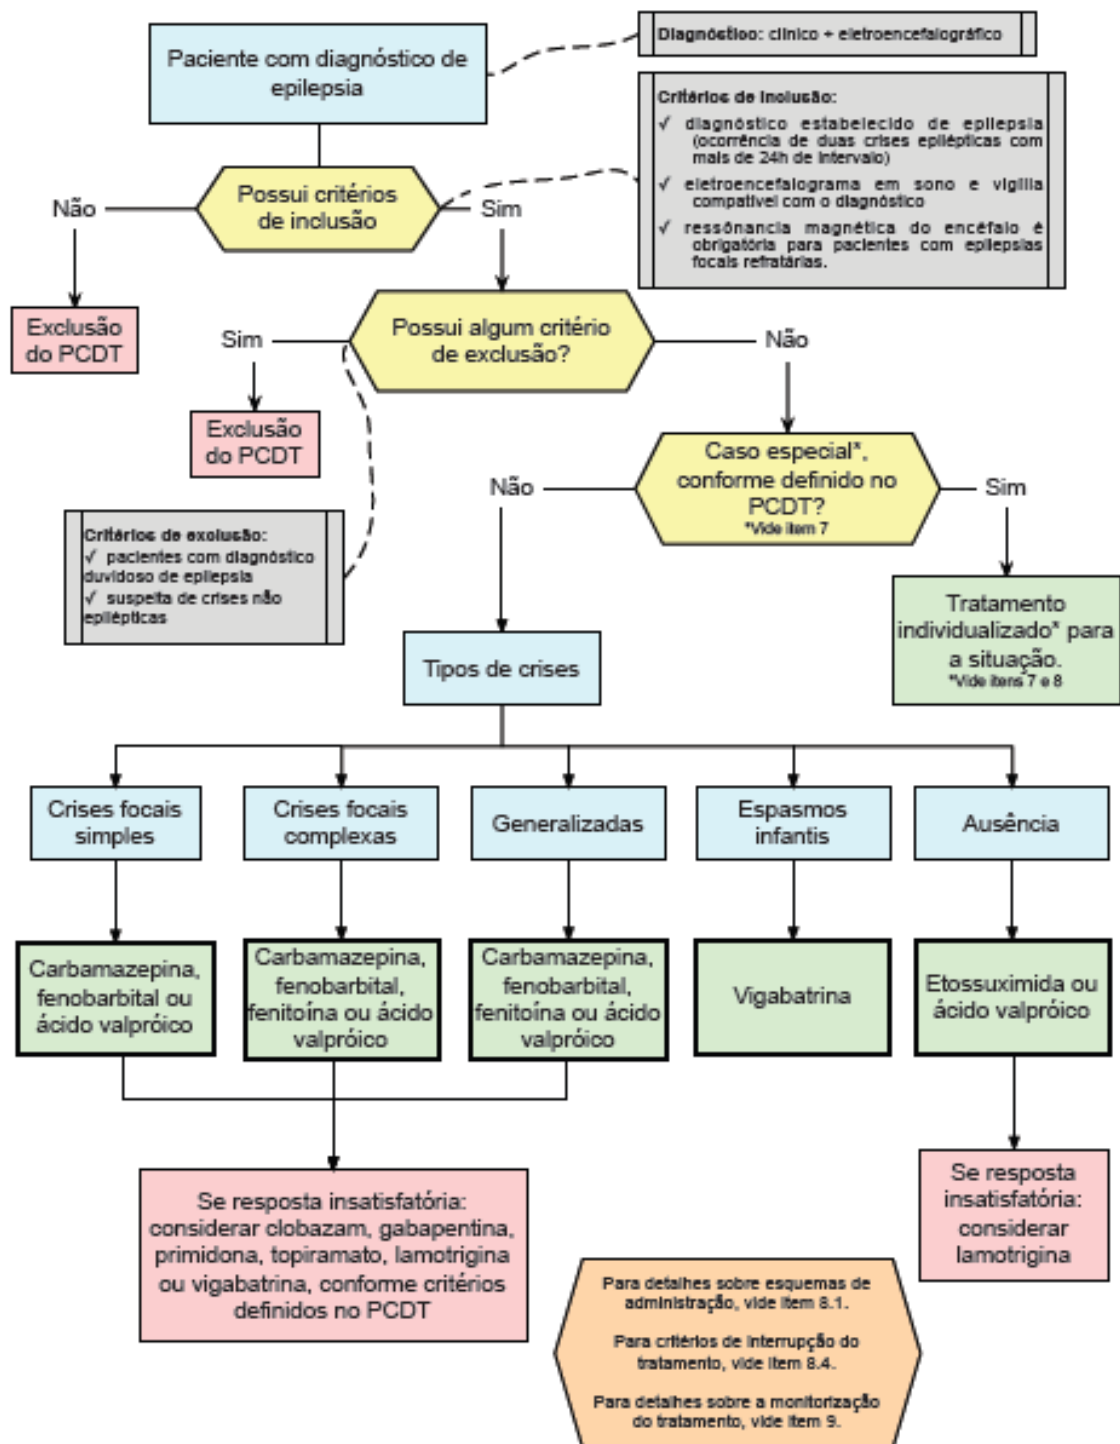 Paciente com diagnóstico de
epilepsia
Diagnóstico: clínico + eletroencefalográfico
Critérios de inclusão:
√ diagnóstico estabelecido de epilepsia
(ocorrência de duas crises epilépticas com
mais de 24h de intervalo)
√ eletroencefalograma em sono e vigília
compatível com o diagnóstico
√ ressônancia magnética do encéfalo é
obrigatória para pacientes com epilepsias
focais refratárias.
Possui critérios
de inclusão
Não
Sim
Exclusão
do PCDT
Possui algum critério
de exclusão?
Sim
Não
Exclusão
do PCDT
Caso especial*,
conforme definido no
PCDT?
*Vide item 7
Não
Sim
Critérios de exclusão:
√ pacientes com diagnóstico
duvidoso de epilepsia
√ suspeita de crises não
epilépticas
Tratamento
individualizado* para
a situação.
*Vide itens 7 e 8
Tipos de crises
Crises focais
simples
Crises focais
complexas
Generalizadas
Espasmos
infantis
Ausência
Carbamazepina,
fenobarbital ou
ácido valpróico
Carbamazepina,
fenobarbital,
fenitoína ou ácido
valpróico
Carbamazepina,
fenobarbital,
fenitoína ou ácido
valpróico
Vigabatrina
Etossuximida ou
ácido valpróico
Se resposta insatisfatória:
considerar clobazam, gabapentina,
primidona, topiramato, lamotrigina
ou vigabatrina, conforme critérios
definidos no PCDT
Se resposta
insatisfatória:
considerar
lamotrigina
Para detalhes sobre esquemas de
administração, vide item 8.1.
Para critérios de interrupção do
tratamento, vide item 8.4.
Para detalhes sobre a monitorização
do tratamento, vide item 9.